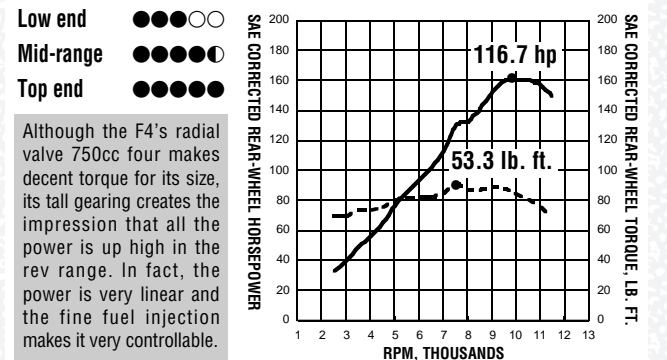 Low end
Mid-range
Top end
Although the F4's radial
valve 750cc four makes
decent torque for its size,
its tall gearing creates the
impression that all the
power is up high in the
rev range. In fact, the
power is very linear and
the fine fuel injection
makes it very controllable.
SAE CORRECTED REAR-WHEEL HORSEPOWER
200
180
160
140
120
100
80
60
40
20
0
116.7 hp
53.3 lb. ft.
1 2 3 4 5 6 7 8 9 10 11 12 13
RPM, THOUSANDS
200
180
160
140
120
100
80
60
40
20
0
SAE CORRECTED REAR-WHEEL TORQUE, LB. FT.